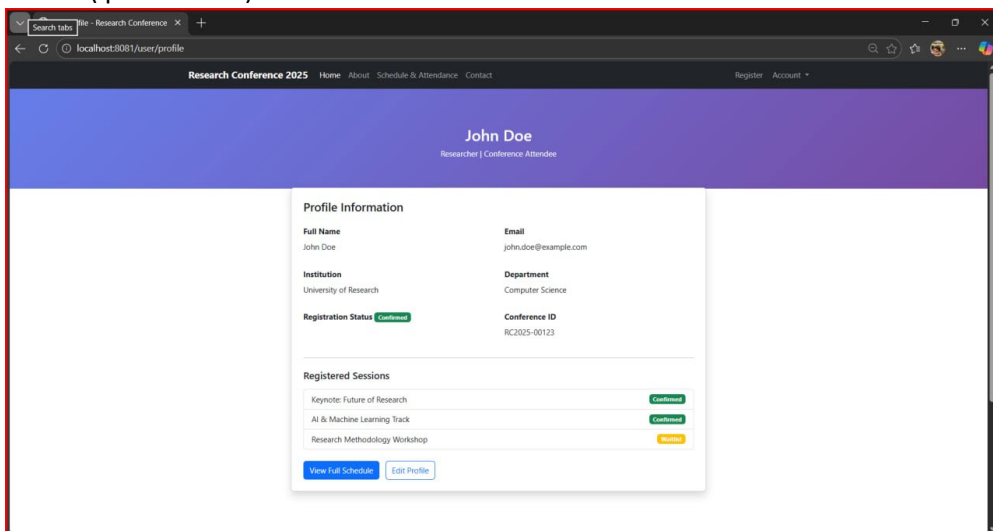 Search tabs
file - Research Conference
localhost:8081/user/profile
Research Conference 2025 Home About Schedule & Attendance Contact Register Account
John Doe
Researcher | Conference Attendee
Profile Information
Full Name Email
John Doe john.doe@example.com
Institution Department
University of Research Computer Science
Registration Status Confirmed Conference ID
RC2025-00123
Registered Sessions
Keynote: Future of Research Confirmed
AI & Machine Learning Track Confirmed
Research Methodology Workshop Waitlist
View Full Schedule Edit Profile